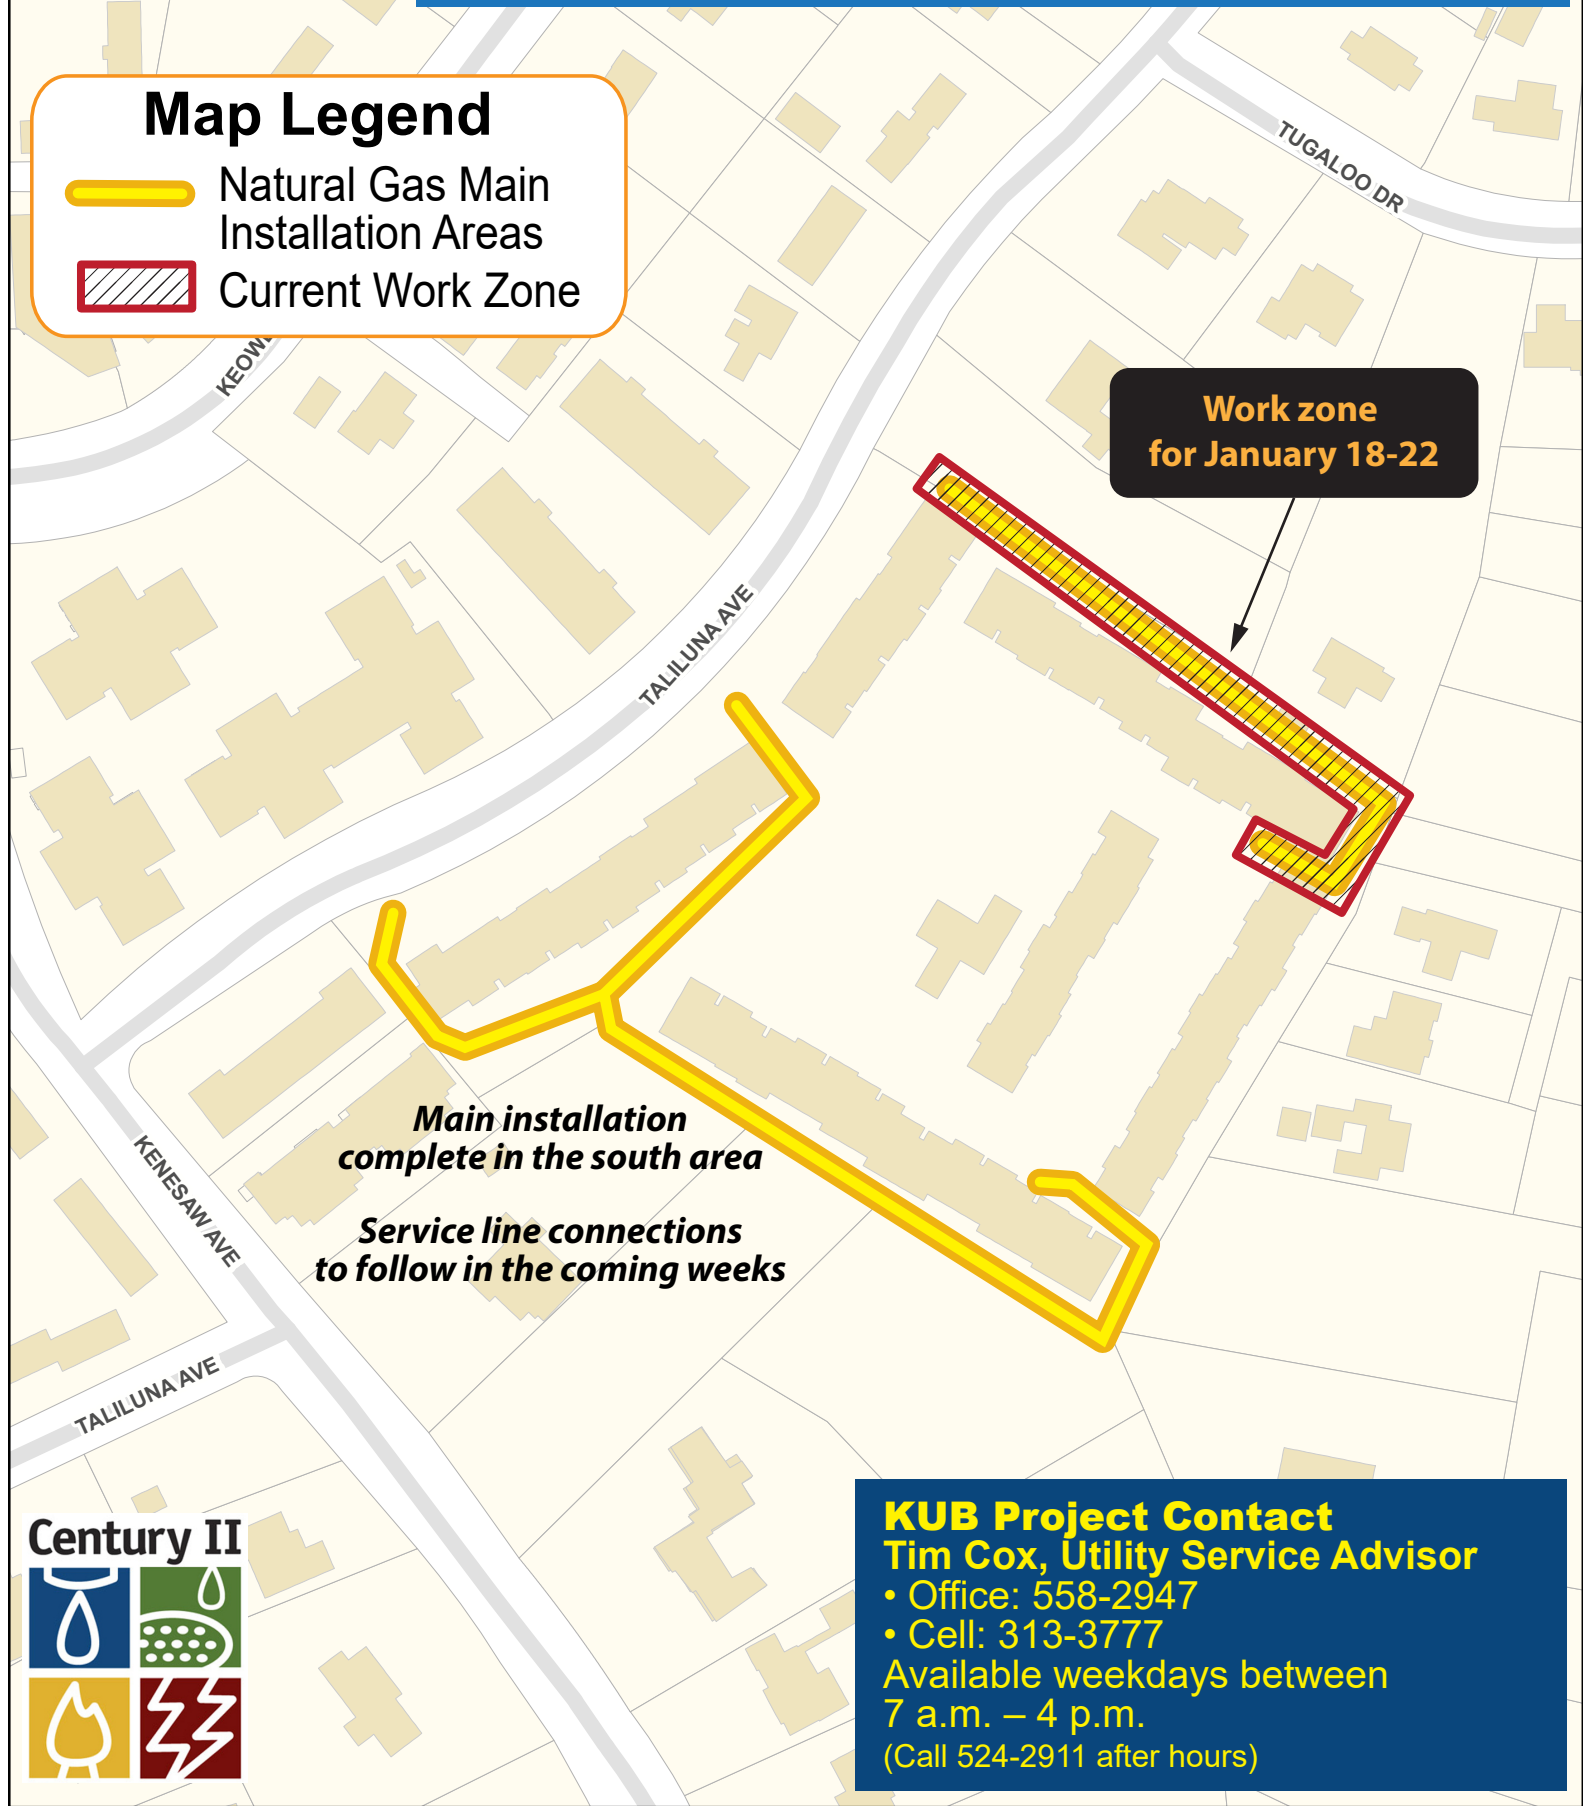 Map Legend
Natural Gas Main
Installation Areas
Current Work Zone
TUGALOO DR
Work zone
for January 18-22
TALILUNA AVE
Main installation
complete in the south area
Service line connections
to follow in the coming weeks
KENESAW AVE
TALILUNA AVE
Century II
KUB Project Contact
Tim Cox, Utility Service Advisor
• Office: 558-2947
• Cell: 313-3777
Available weekdays between
7 a.m. – 4 p.m.
(Call 524-2911 after hours)